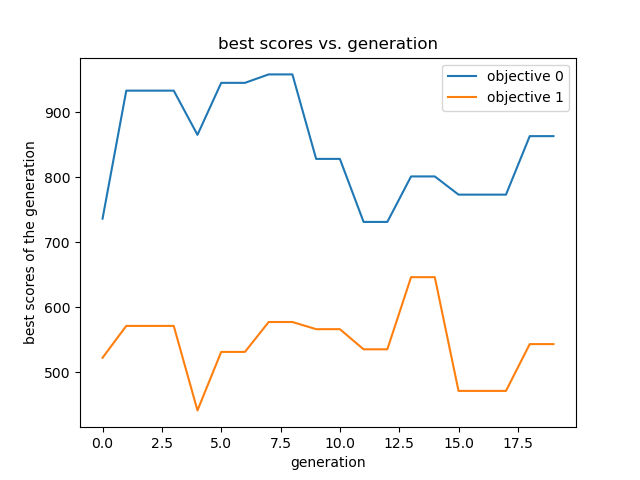 best scores vs. generation
objective 0
objective 1
best scores of the generation
900
800
700
600
500
0.0 2.5 5.0 7.5 10.0 12.5 15.0 17.5
generation